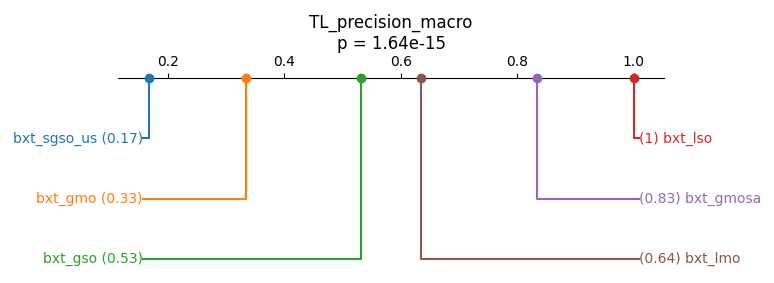 TL_precision_macro
p = 1.64e-15
0.2 0.4 0.6 0.8 1.0
bxt_sgso_us (0.17) (1) bxt_lso
bxt_gmo (0.33) (0.83) bxt_gmosa
bxt_gso (0.53) (0.64) bxt_lmo